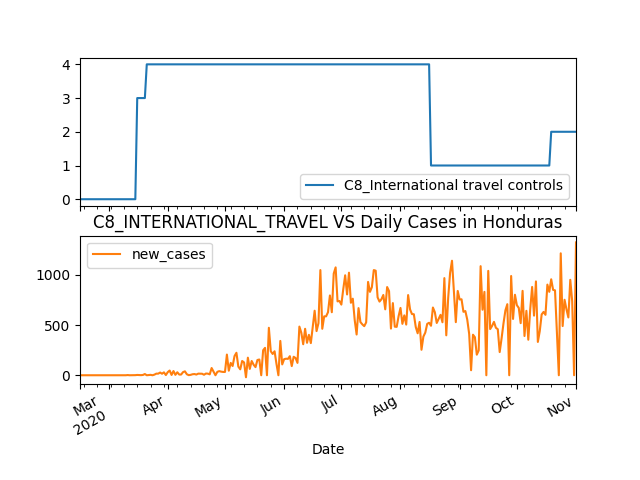 4
3
2
1
0
C8_International travel controls
C8_INTERNATIONAL_TRAVEL VS Daily Cases in Honduras
new_cases
1000
500
0
Mar
2020
Apr
May
Jun
Jul
Aug
Sep
Oct
Nov
Date